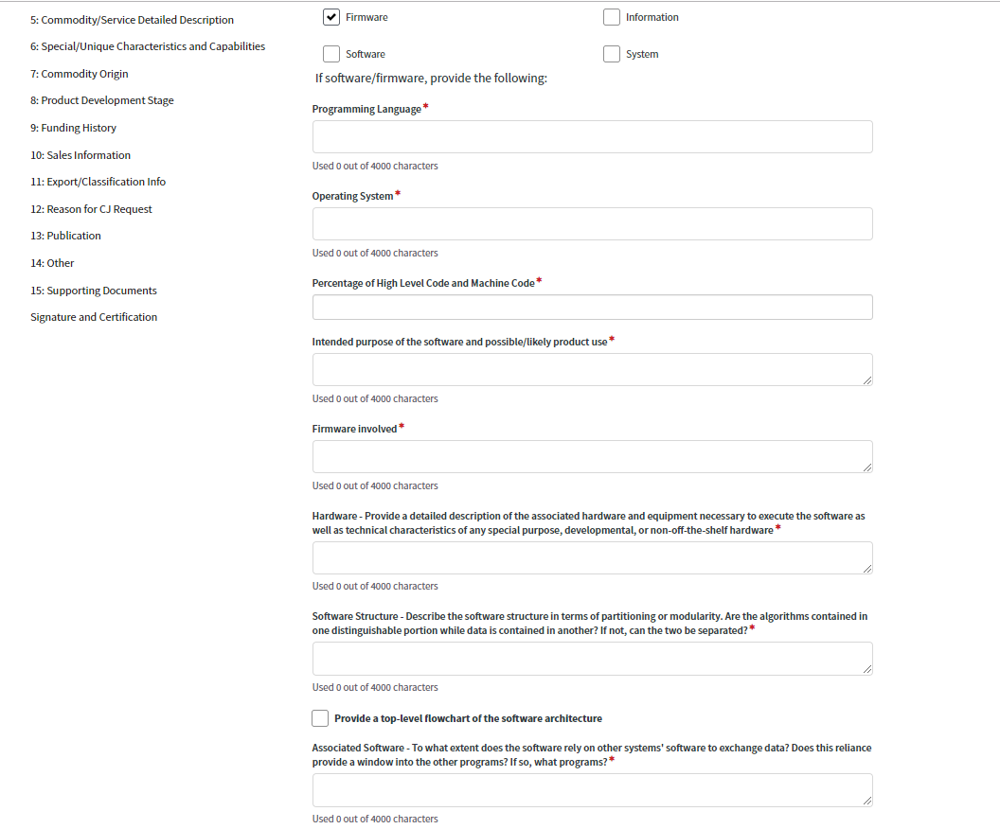 5: Commodity/Service Detailed Description
6: Special/Unique Characteristics and Capabilities
7: Commodity Origin
8: Product Development Stage
9: Funding History
10: Sales Information
11: Export/Classification Info
12: Reason for CJ Request
13: Publication
14: Other
15: Supporting Documents
Signature and Certification
Firmware
Information
Software
System
If software/firmware, provide the following:
Programming Language*
Used 0 out of 4000 characters
Operating System*
Used 0 out of 4000 characters
Percentage of High Level Code and Machine Code*
Intended purpose of the software and possible/likely product use*
Used 0 out of 4000 characters
Firmware involved*
Used 0 out of 4000 characters
Hardware - Provide a detailed description of the associated hardware and equipment necessary to execute the software as
well as technical characteristics of any special purpose, developmental, or non-off-the-shelf hardware*
Used 0 out of 4000 characters
Software Structure - Describe the software structure in terms of partitioning or modularity. Are the algorithms contained in
one distinguishable portion while data is contained in another? If not, can the two be separated?*
Used 0 out of 4000 characters
Provide a top-level flowchart of the software architecture
Associated Software - To what extent does the software rely on other systems' software to exchange data? Does this reliance
provide a window into the other programs? If so, what programs?*
Used 0 out of 4000 characters